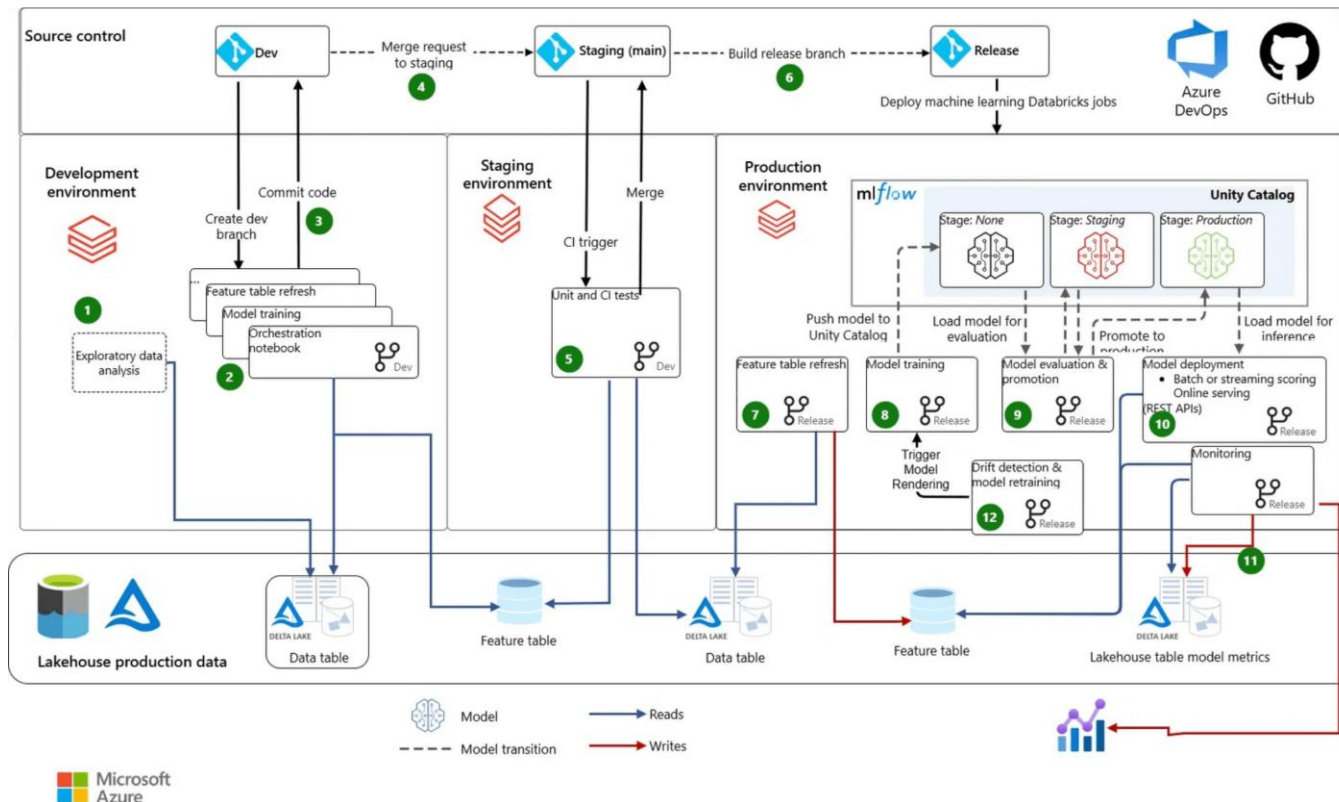 Source control
Dev
Merge request
to staging
4
Staging (main)
Build release branch
6
Release
Deploy machine learning Databricks jobs
Azure
DevOps
GitHub
Development
environment
Commit code
3
Create dev
branch
1
Exploratory data
analysis
...
Feature table refresh
Model training
Orchestration
notebook
Dev
2
Staging
environment
CI trigger
Merge
Unit and CI tests
5
Dev
Production
environment
mlflow
Unity Catalog
Stage: None
Stage: Staging
Stage: Production
Push model to
Unity Catalog
Load model for
evaluation
Promote to
production
Load model for
inference
Feature table refresh
7
Release
Model training
8
Release
Model evaluation &
promotion
9
Release
Model deployment
• Batch or streaming scoring
Online serving
(REST APIs)
10
Release
Trigger
Model
Rendering
Drift detection &
model retraining
12
Release
Monitoring
Release
11
Lakehouse production data
DELTA LAKE
Data table
Feature table
DELTA LAKE
Data table
Feature table
DELTA LAKE
Lakehouse table model metrics
Model
Reads
Model transition
Writes
Microsoft
Azure